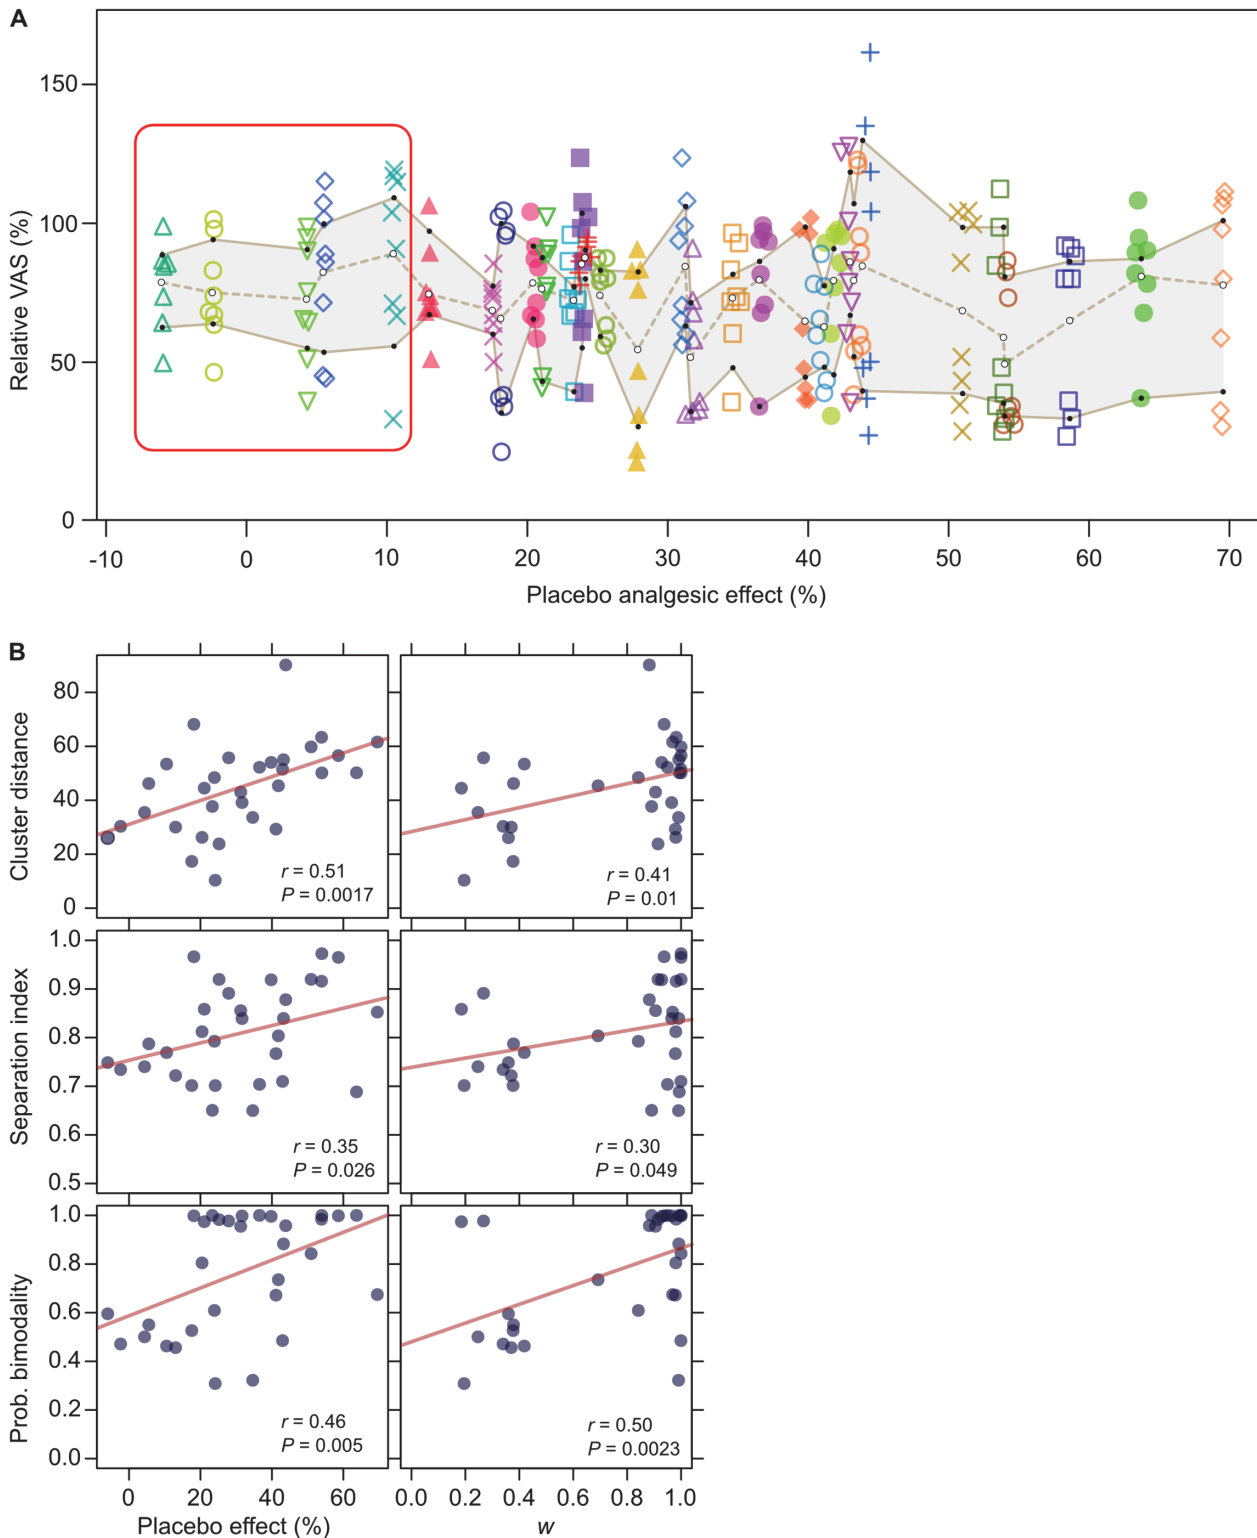 A
Relative VAS (%)
150
100
50
0
-10 0 10 20 30 40 50 60 70
Placebo analgesic effect (%)
B
Cluster distance
80
60
40
20
0
r = 0.51
P = 0.0017
r = 0.41
P = 0.01
Separation index
1.0
0.9
0.8
0.7
0.6
0.5
r = 0.35
P = 0.026
r = 0.30
P = 0.049
Prob. bimodality
1.0
0.8
0.6
0.4
0.2
0.0
r = 0.46
P = 0.005
r = 0.50
P = 0.0023
0 20 40 60
0.0 0.2 0.4 0.6 0.8 1.0
Placebo effect (%)
w